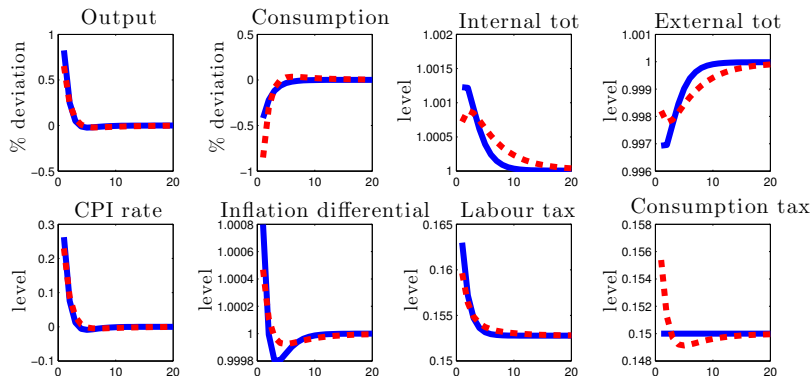 Output Consumption Internal tot External tot
1 1 1.002 1.001
% deviation % deviation level level
0.5 0.5 1.0015 1
0 0 1.001 0.999
−0.5 0.998
0 1.0005 0.997
−0.5 −1 1 0.996
0 10 20 0 10 20 0 10 20 0 10 20
CPI rate Inflation differential Labour tax Consumption tax
0.3 1.0008 0.165 0.158
level level level level
0.2 1.0006 0.156
0.16 0.154
1.0004
0.1 1.0002 0.152
0.155
0 1 0.15
−0.1 0.9998 0.15 0.148
0 10 20 0 10 20 0 10 20 0 10 20